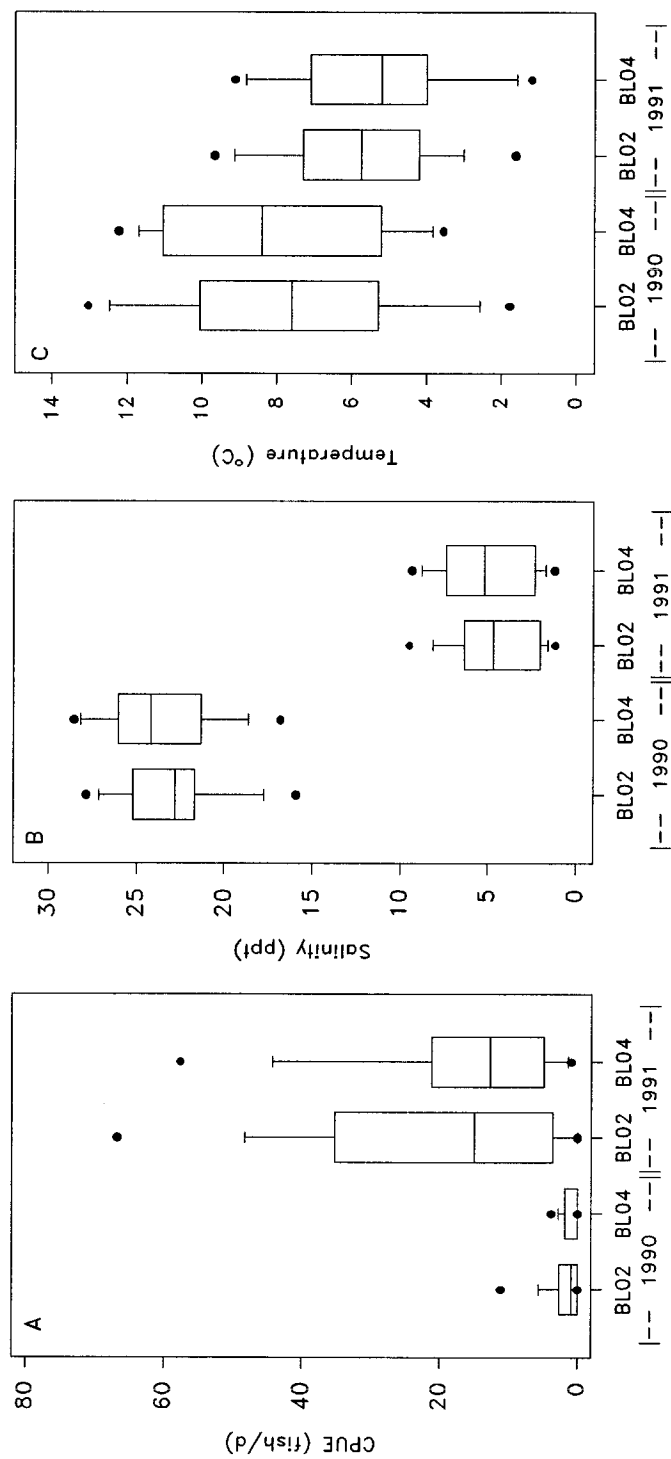 A
80
60
40
20
0
CPUE (fish/d)
BL02 BL04 BL02 BL04
|-- 1990 --||-- 1991 --|
B
30
25
20
15
10
5
0
Salinity (ppt)
BL02 BL04 BL02 BL04
|-- 1990 --||-- 1991 --|
C
14
12
10
8
6
4
2
0
Temperature (°C)
BL02 BL04 BL02 BL04
|-- 1990 --||-- 1991 --|